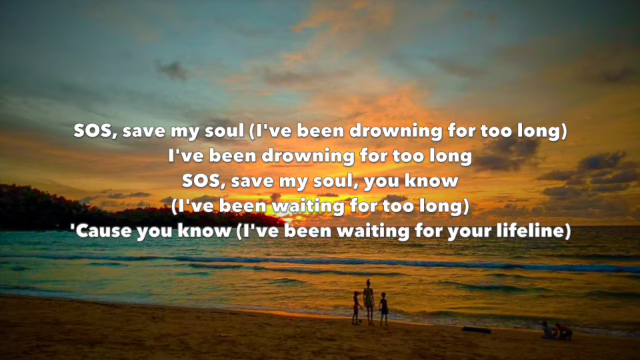 SOS, save my soul (I've been drowning for too long)
I've been drowning for too long
SOS, save my soul, you know
(I've been waiting for too long)
'Cause you know (I've been waiting for your lifeline)